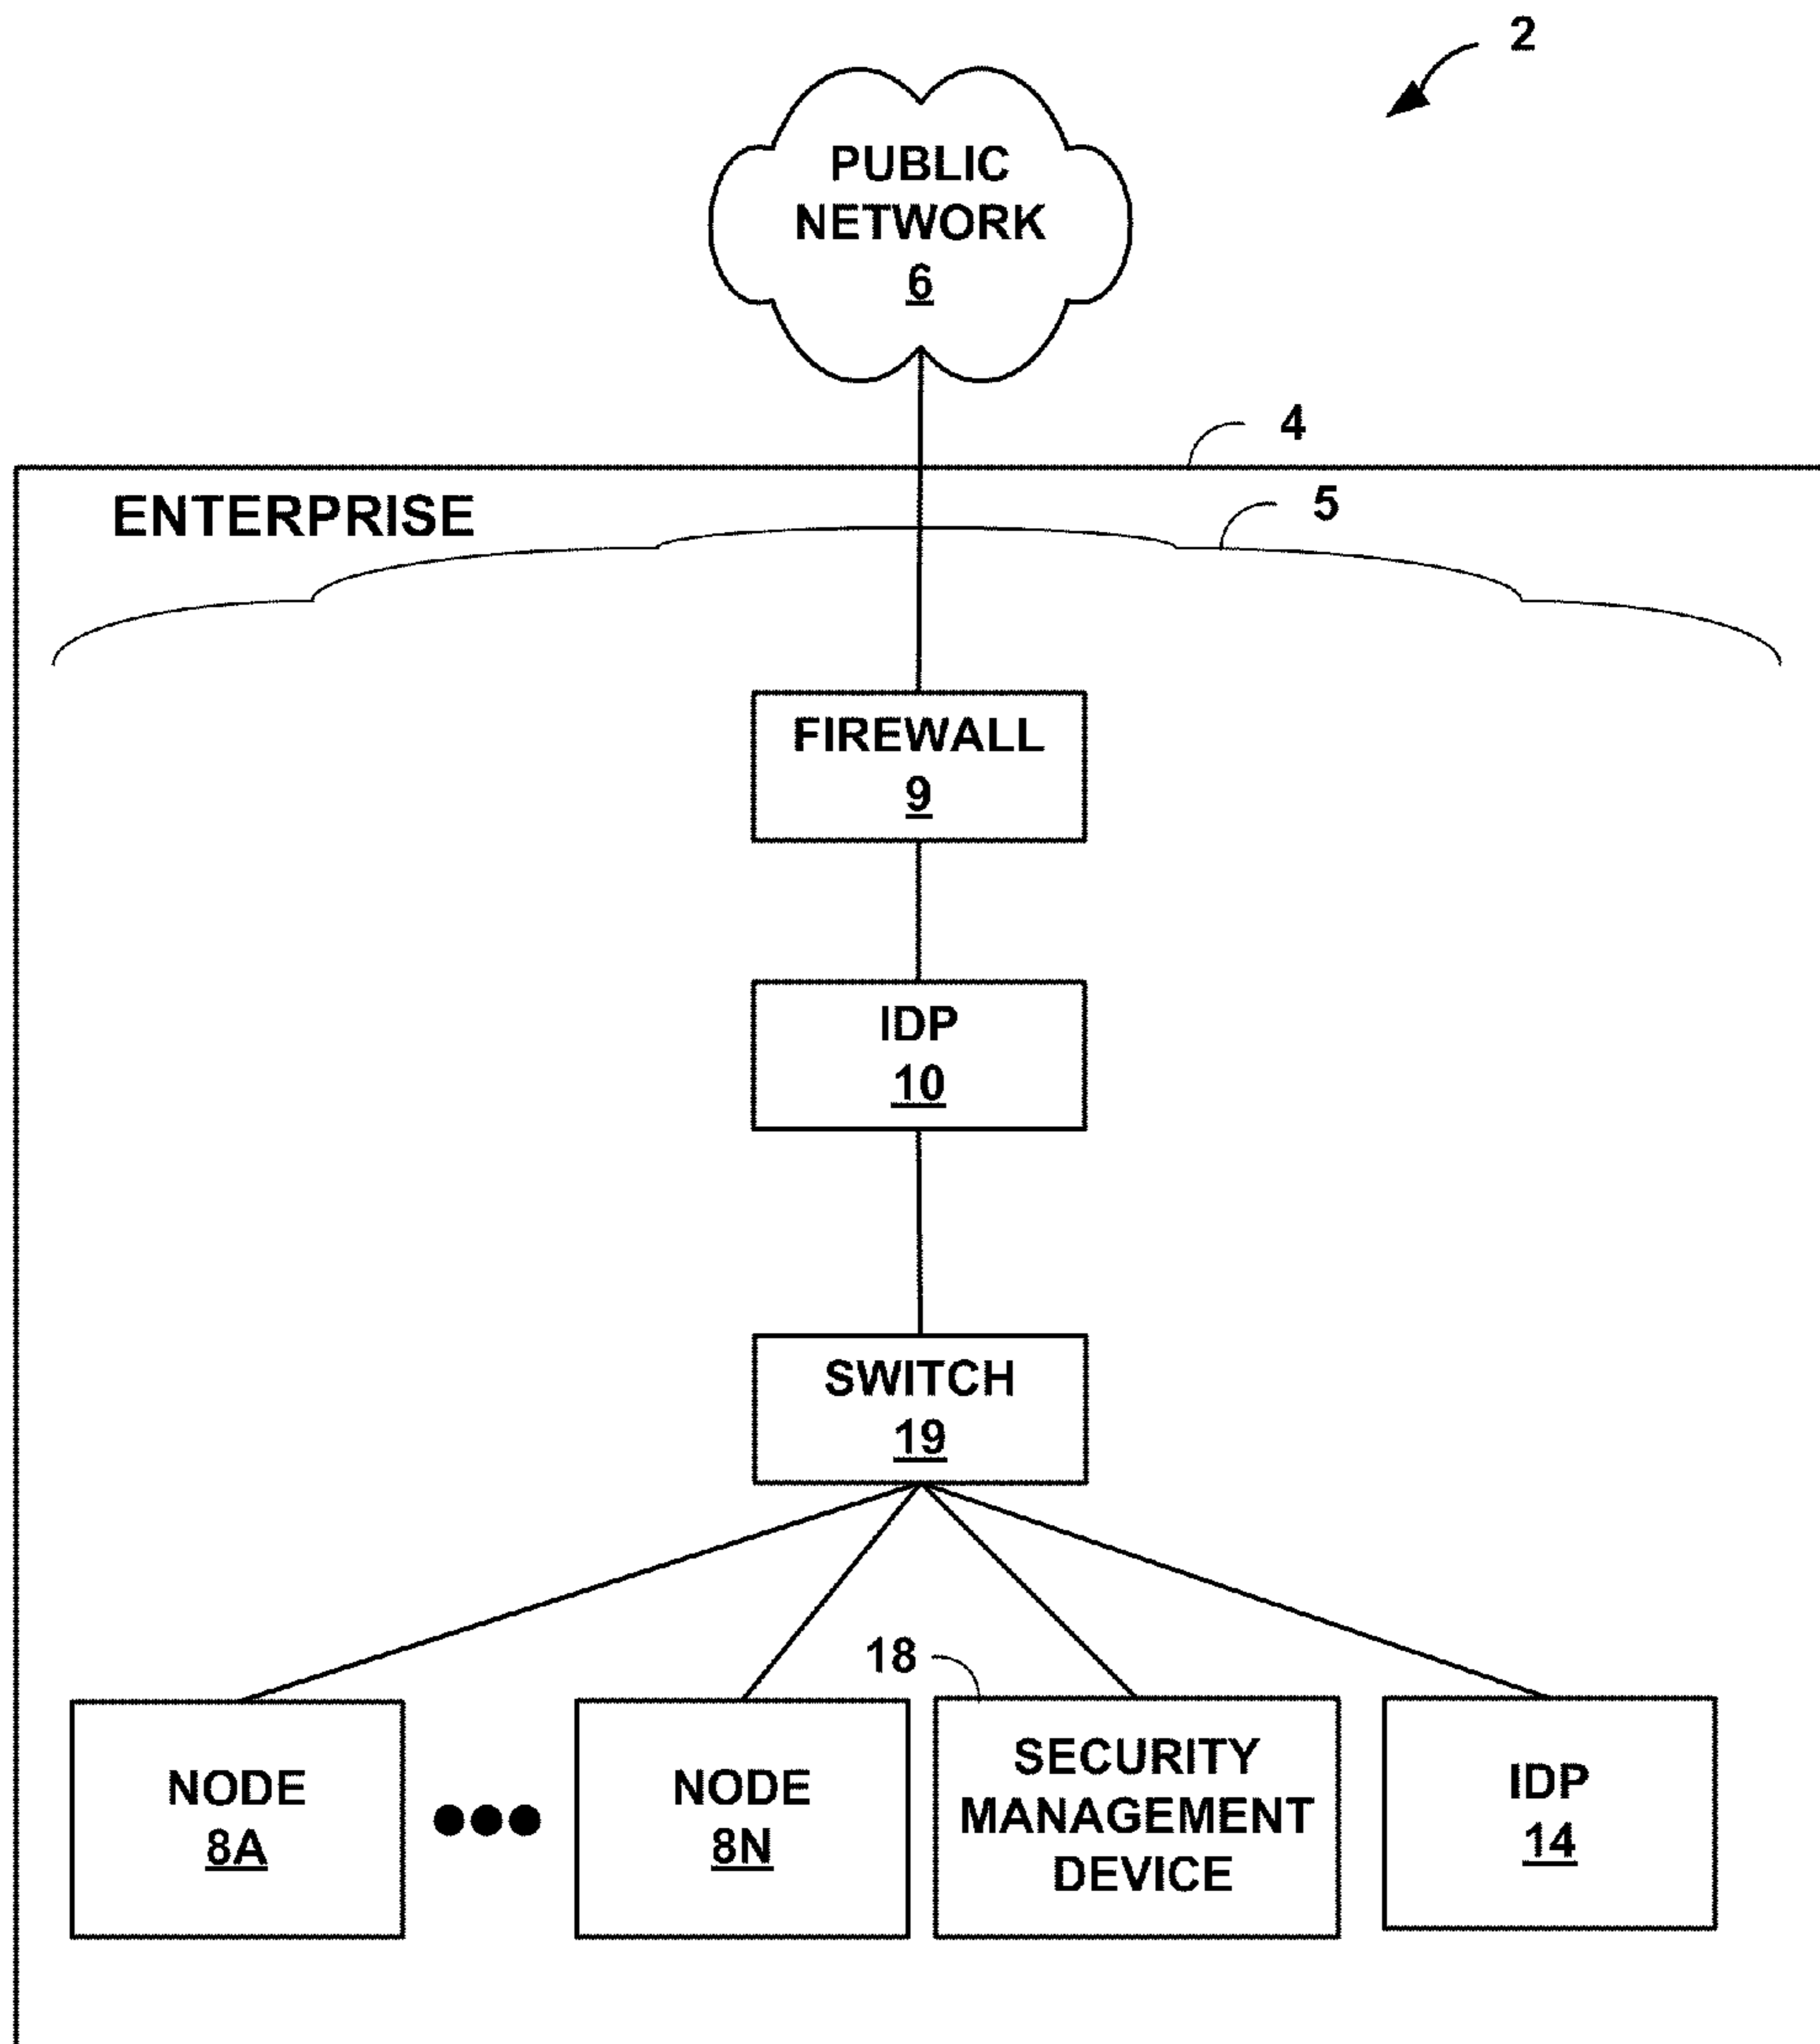 2
PUBLIC
NETWORK
6
4
ENTERPRISE
5
FIREWALL
9
IDP
10
SWITCH
19
18
NODE
8A
NODE
8N
SECURITY
MANAGEMENT
DEVICE
IDP
14